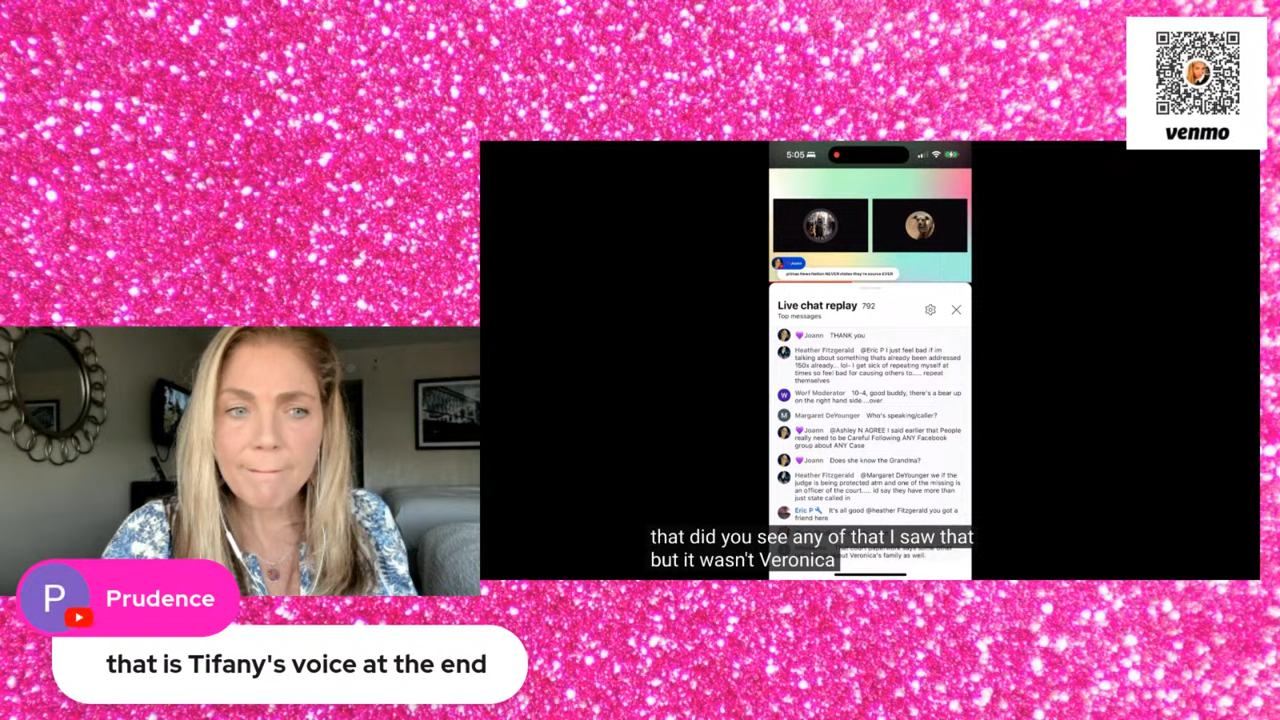 venmo
5:05
Joann
THANK you
Live chat replay 792
Top messages
Joann THANK you
Heather Fitzgerald @Eric P I just feel bad if im
talking about something thats already been addressed
150x already... lol- I get sick of repeating myself at
times so feel bad for causing others to..... repeat
themselves
W Worf Moderator 10-4, good buddy, there's a bear up
on the right hand side....over
M Margaret DeYounger Who's speaking/caller?
Joann @Ashley N AGREE I said earlier that People
really need to be Careful Following ANY Facebook
group about ANY Case
Joann Does she know the Grandma?
Heather Fitzgerald @Margaret DeYounger we if the
judge is being protected atm and one of the missing is
an officer of the court..... Id say they have more than
just state called in
Eric P It's all good @heather Fitzgerald you got a
friend here
that did you see any of that I saw that
but it wasn't Veronica
out Veronica's family as well.
P Prudence
that is Tifany's voice at the end